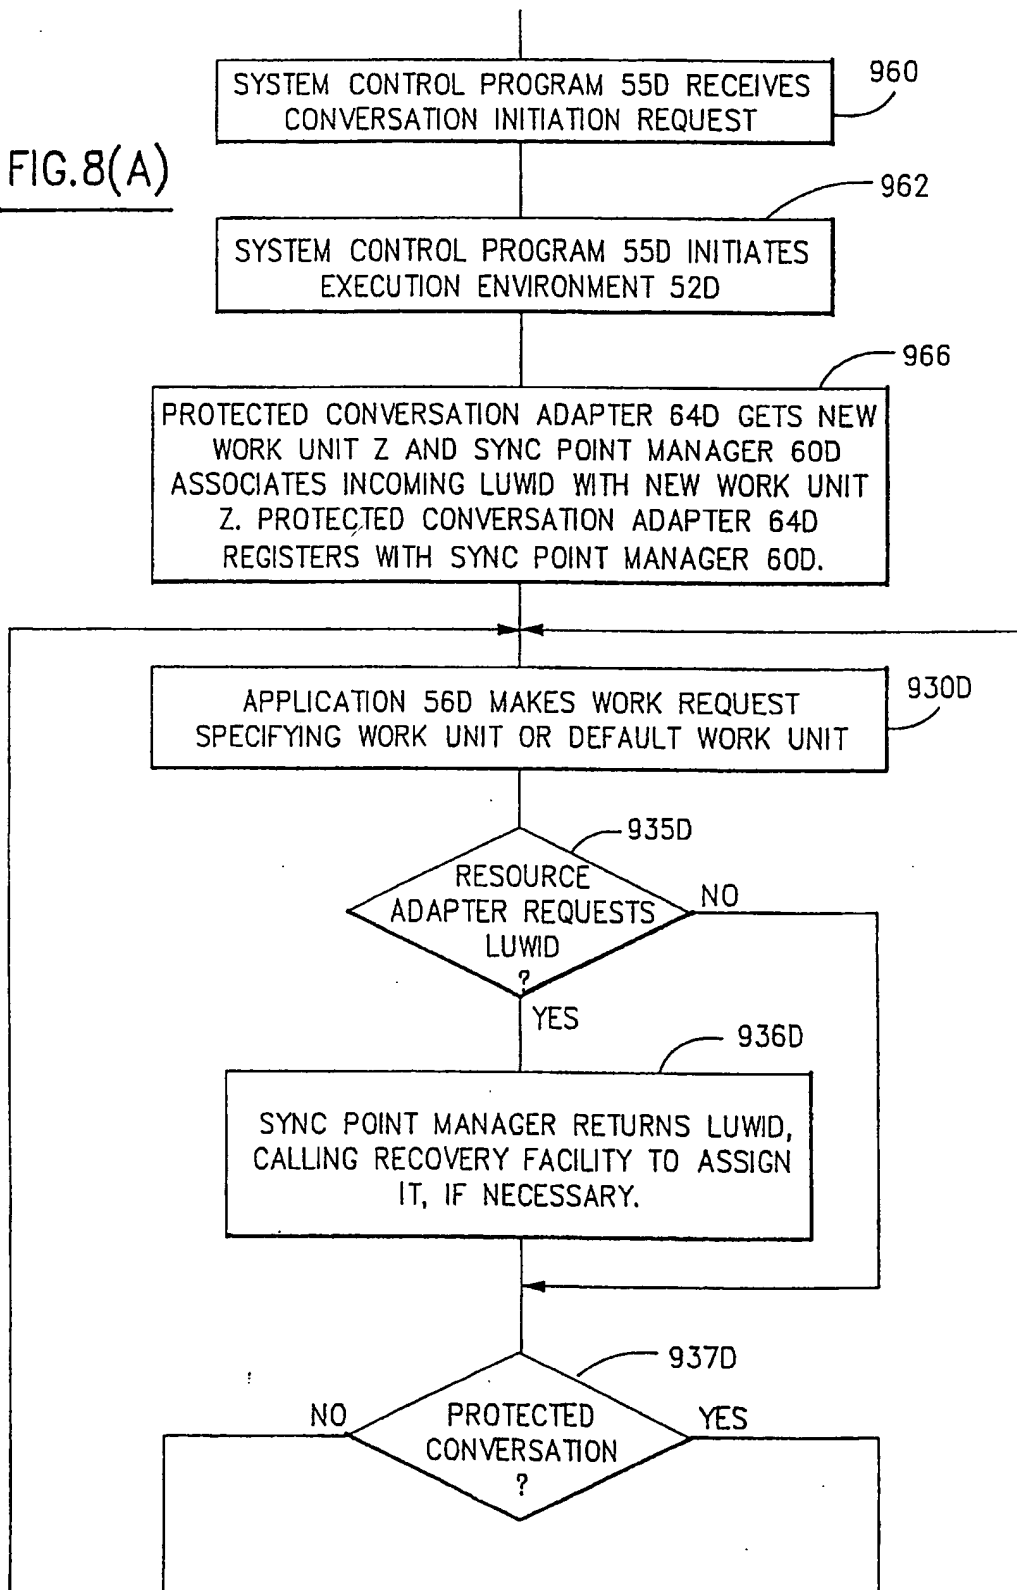 SYSTEM CONTROL PROGRAM 55D RECEIVES
CONVERSATION INITIATION REQUEST
960
FIG.8(A)
962
SYSTEM CONTROL PROGRAM 55D INITIATES
EXECUTION ENVIRONMENT 52D
966
PROTECTED CONVERSATION ADAPTER 64D GETS NEW
WORK UNIT Z AND SYNC POINT MANAGER 60D
ASSOCIATES INCOMING LUWID WITH NEW WORK UNIT
Z. PROTECTED CONVERSATION ADAPTER 64D
REGISTERS WITH SYNC POINT MANAGER 60D.
930D
APPLICATION 56D MAKES WORK REQUEST
SPECIFYING WORK UNIT OR DEFAULT WORK UNIT
935D
RESOURCE
ADAPTER REQUESTS
LUWID
?
NO
YES
936D
SYNC POINT MANAGER RETURNS LUWID,
CALLING RECOVERY FACILITY TO ASSIGN
IT, IF NECESSARY.
937D
NO
PROTECTED
CONVERSATION
?
YES